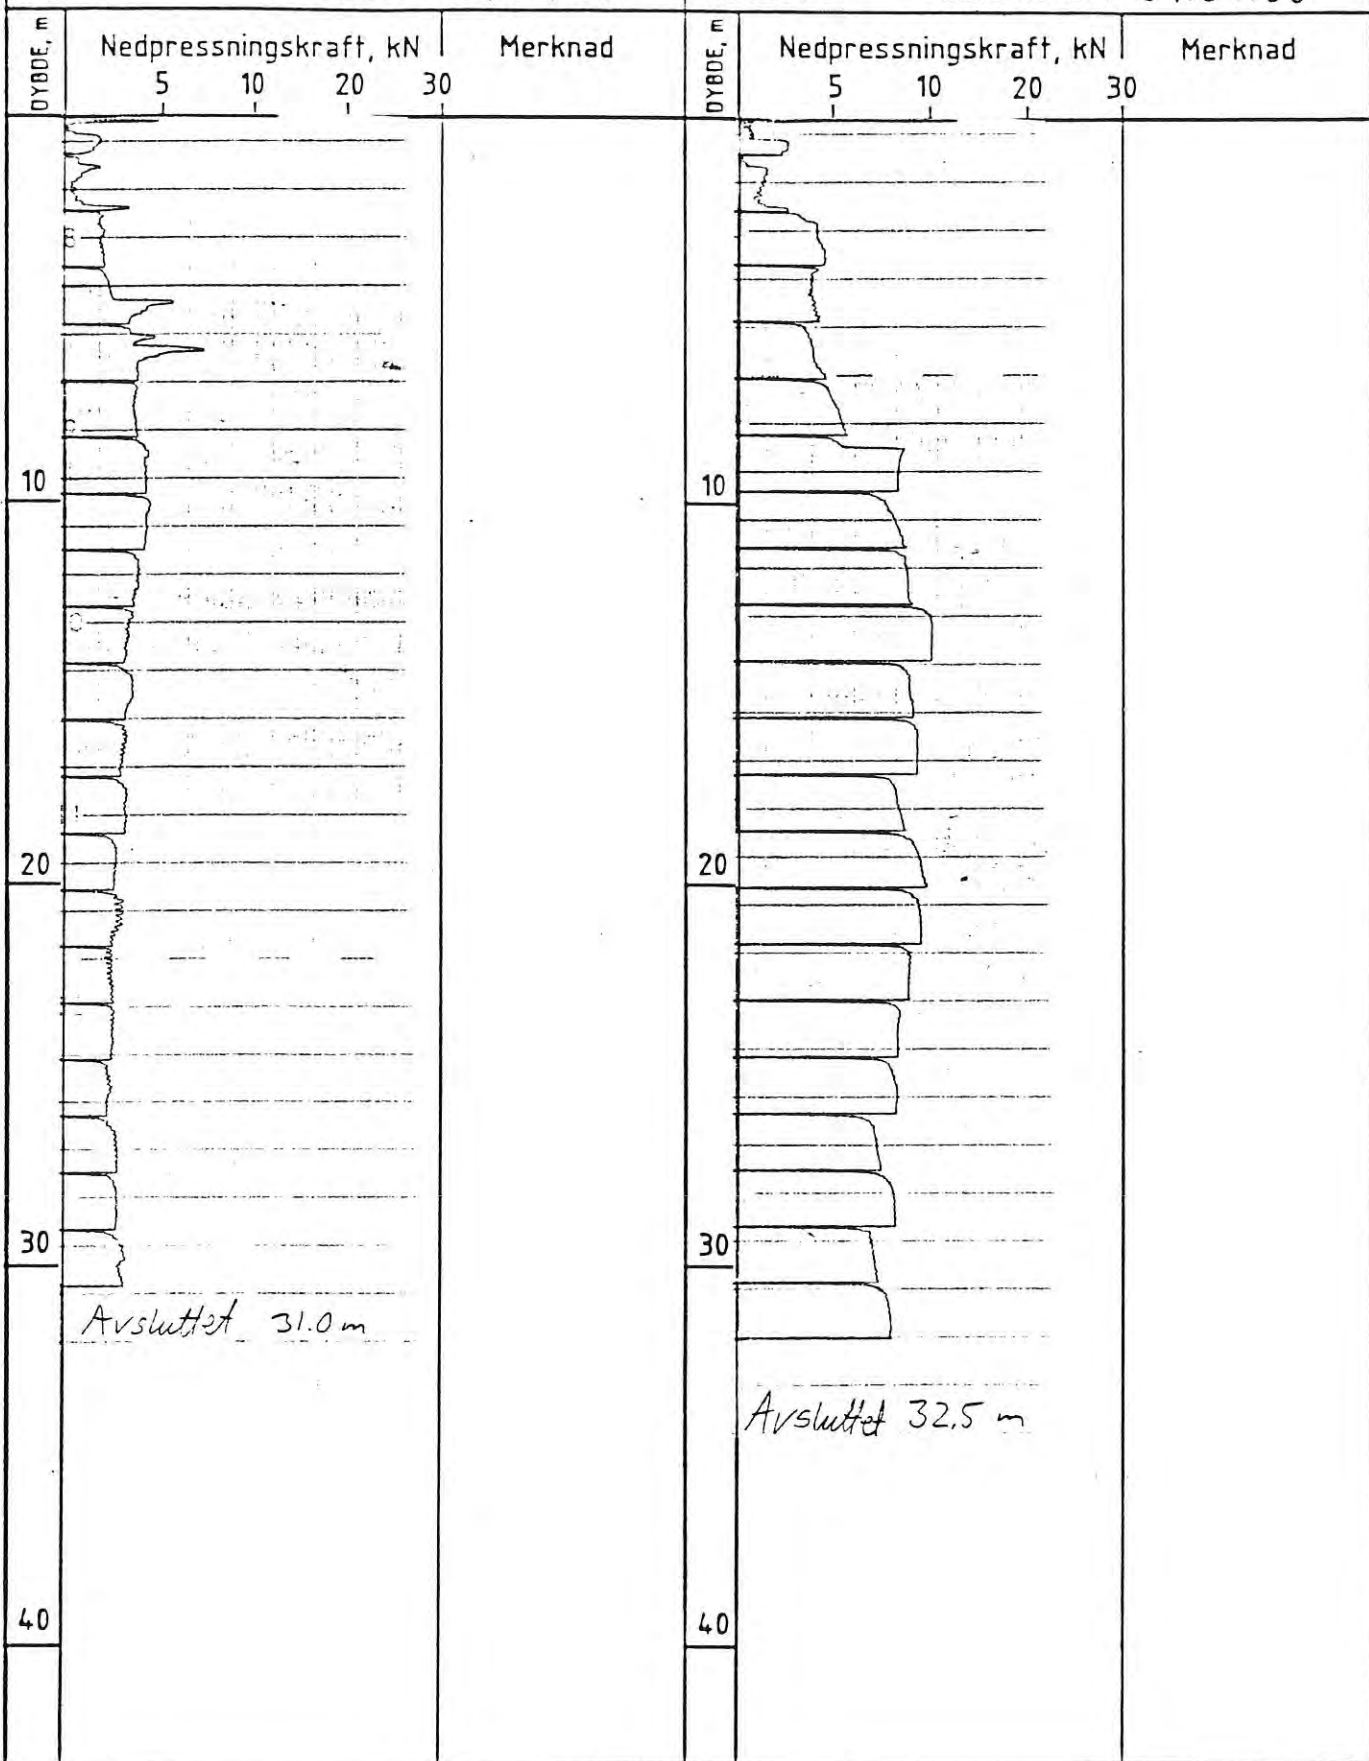 DYBDE, m
Nedpressningskraft, kN
Merknad
5 10 20 30
10
20
30
Avsluttet 31.0 m
40
DYBDE, m
Nedpressningskraft, kN
Merknad
5 10 20 30
10
20
30
Avsluttet 32.5 m
40